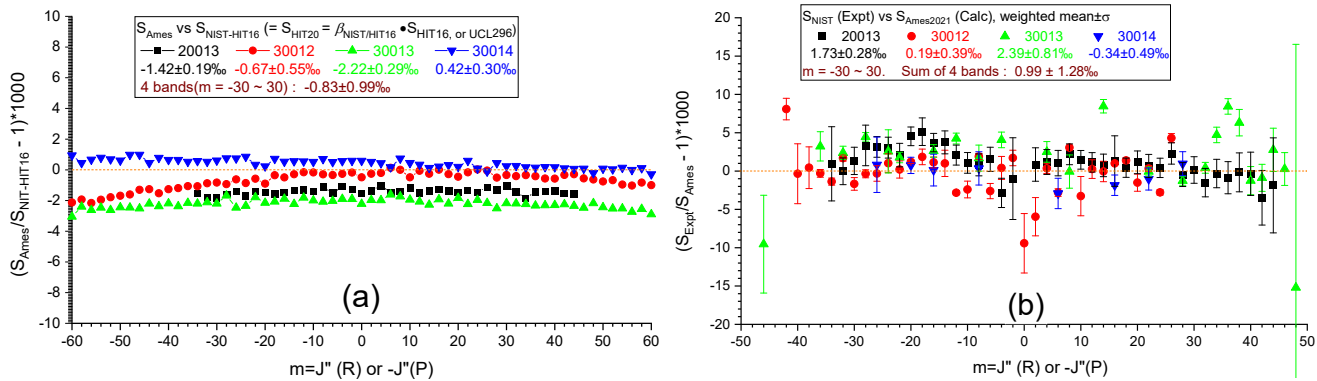 S_Ames vs S_NIST-HIT16 (= S_HIT20 = β_NIST/HIT16 •S_HIT16, or UCL296)
20013 30012 30013 30014
-1.42±0.19‰ -0.67±0.55‰ -2.22±0.29‰ 0.42±0.30‰
4 bands(m = -30 ~ 30) : -0.83±0.99‰
(S_Ames/S_NIT-HIT16 - 1)*1000
10
8
6
4
2
0
-2
-4
-6
-8
-10
(a)
-60 -50 -40 -30 -20 -10 0 10 20 30 40 50 60
m=J" (R) or -J"(P)
S_NIST (Expt) vs S_Ames2021 (Calc), weighted mean±σ
20013 30012 30013 30014
1.73±0.28‰ 0.19±0.39‰ 2.39±0.81‰ -0.34±0.49‰
m = -30 ~ 30. Sum of 4 bands : 0.99 ± 1.28‰
(S_Expt/S_Ames - 1)*1000
20
15
10
5
0
-5
-10
-15
-20
(b)
-50 -40 -30 -20 -10 0 10 20 30 40 50
m=J" (R) or -J"(P)